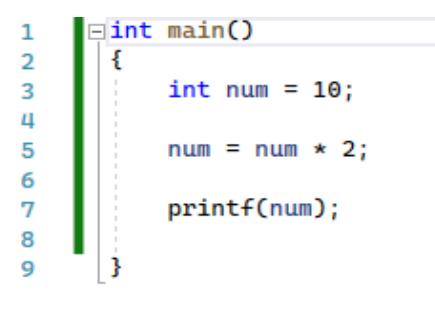 1 int main()
2 {
3 int num = 10;
4
5 num = num * 2;
6
7 printf(num);
8
9 }